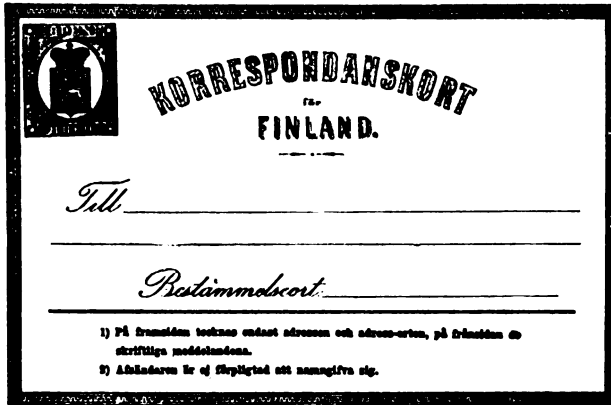 KORRESPONDANSKORT
för
FINLAND.
Till
Bestämmelseort:
1) På framsidan tecknas endast adressen och adress-orten, på frånsidan de
skriftliga meddelandena.
2) Afsändaren är ej förpligtad att namngifva sig.